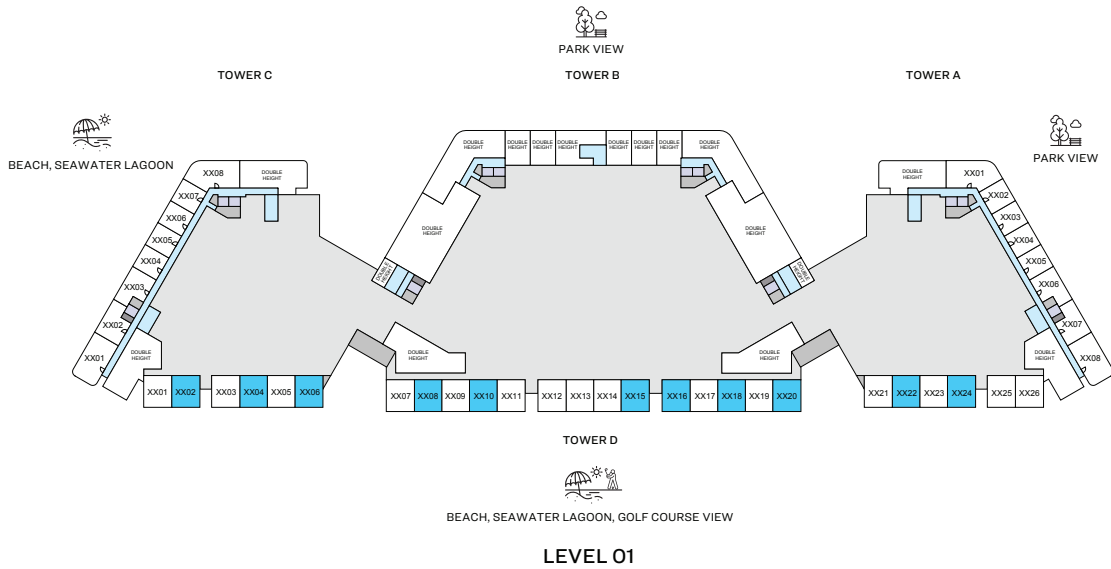 PARK VIEW
TOWER C
TOWER B
TOWER A
BEACH, SEAWATER LAGOON
PARK VIEW
DOUBLE
HEIGHT
DOUBLE
HEIGHT
DOUBLE
HEIGHT
DOUBLE
HEIGHT
DOUBLE
HEIGHT
DOUBLE
HEIGHT
DOUBLE
HEIGHT
DOUBLE
HEIGHT
XX08
DOUBLE
HEIGHT
XX07
XX06
XX05
XX04
XX03
XX02
XX01
DOUBLE
HEIGHT
DOUBLE
HEIGHT
DOUBLE
HEIGHT
DOUBLE
HEIGHT
DOUBLE
HEIGHT
DOUBLE
HEIGHT
XX01
XX02
XX03
XX04
XX05
XX06
XX07
XX08
DOUBLE
HEIGHT
DOUBLE
HEIGHT
DOUBLE
HEIGHT
XX01
XX02
XX03
XX04
XX05
XX06
XX07
XX08
XX09
XX10
XX11
XX12
XX13
XX14
XX15
XX16
XX17
XX18
XX19
XX20
XX21
XX22
XX23
XX24
XX25
XX26
TOWER D
BEACH, SEAWATER LAGOON, GOLF COURSE VIEW
LEVEL 01